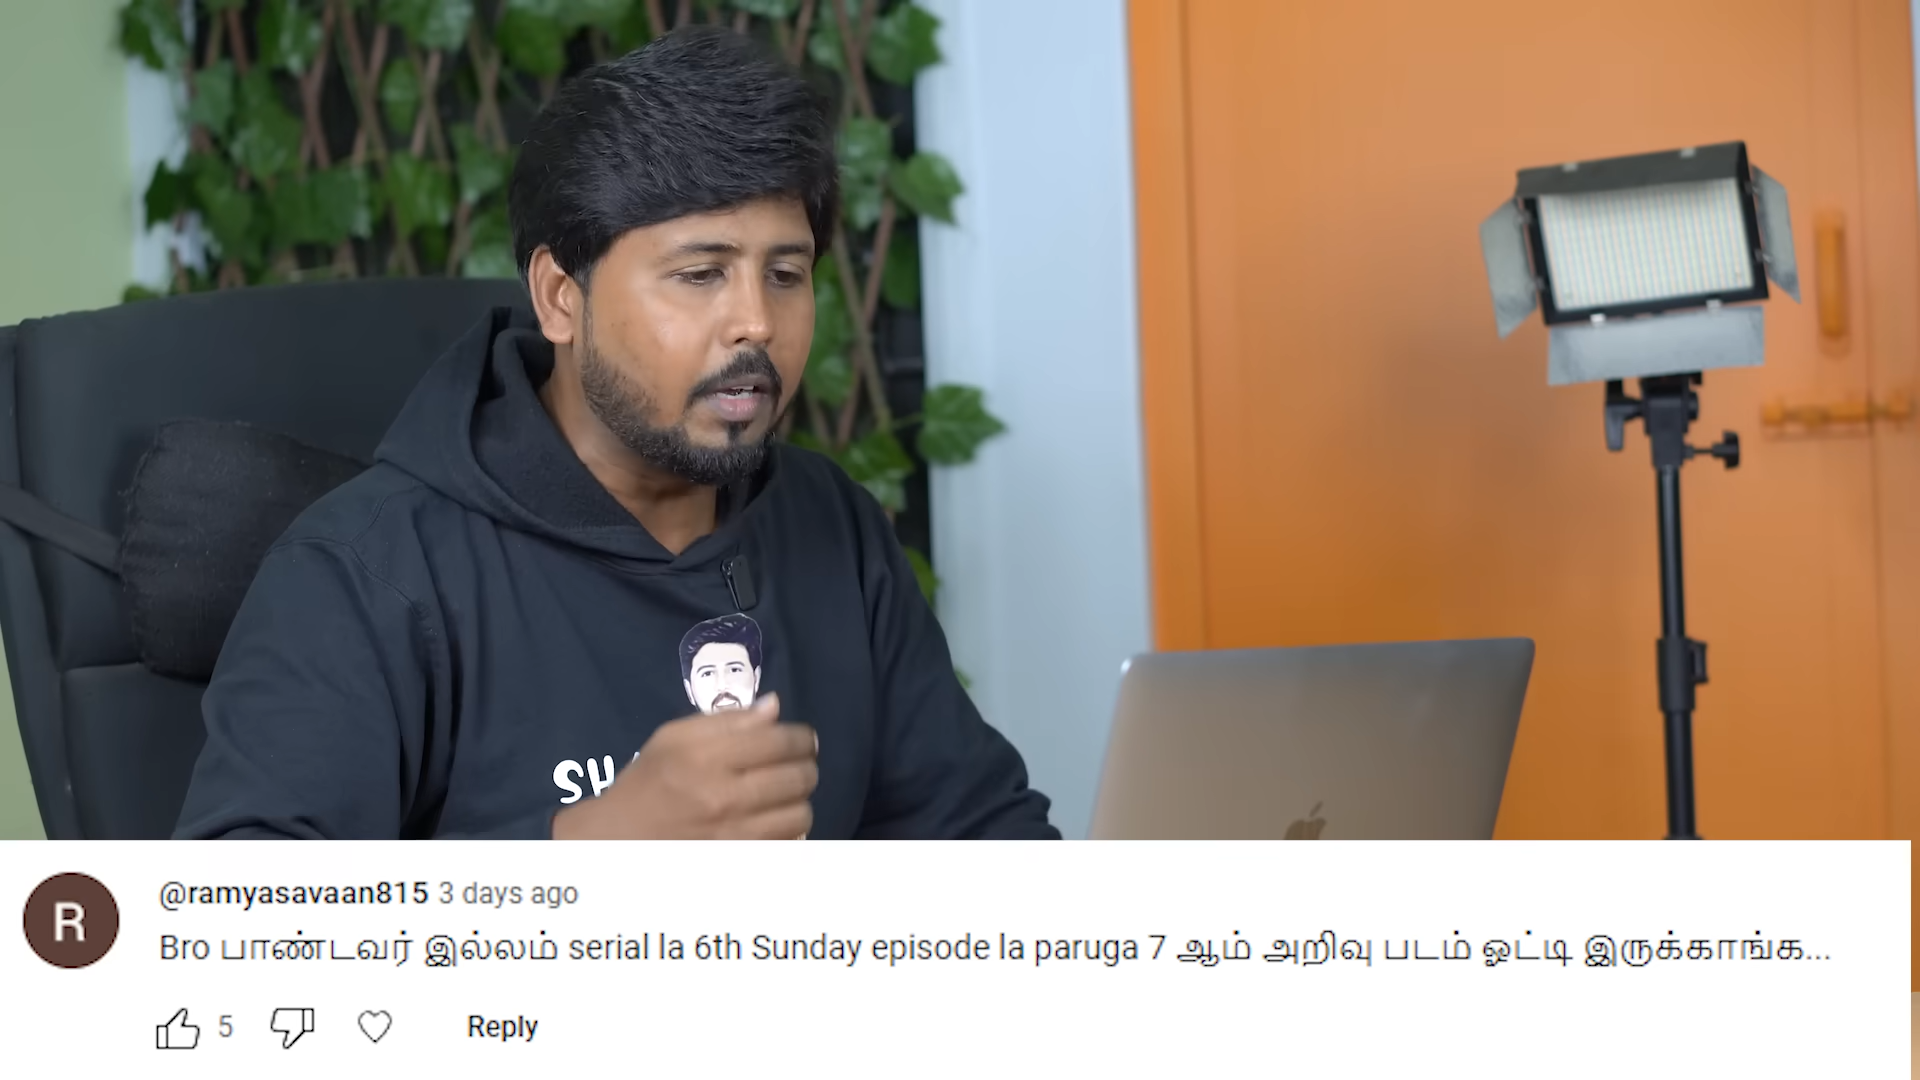 SH
R
@ramyasavaan815 3 days ago
Bro பாண்டவர் இல்லம் serial la 6th Sunday episode la paruga 7 ஆம் அறிவு படம் ஓட்டி இருக்காங்க...
5 Reply